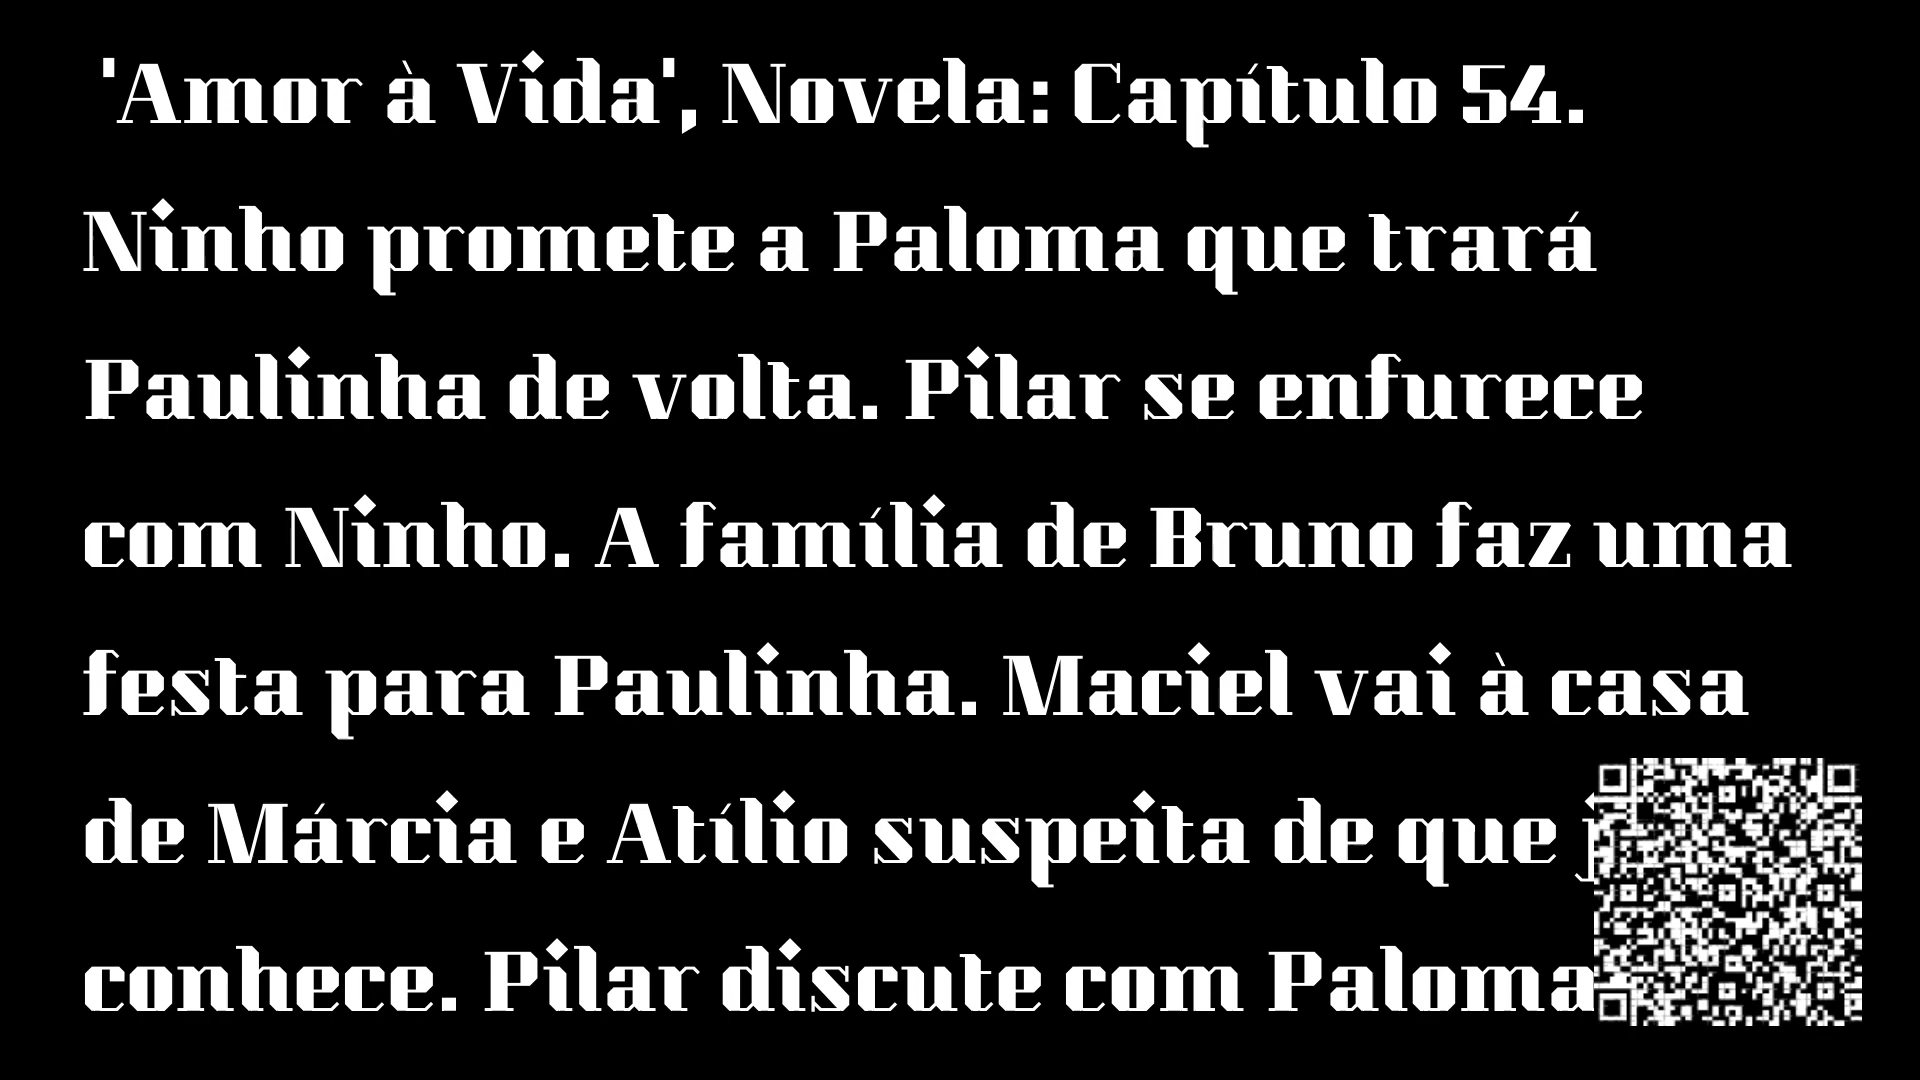 'Amor à Vida', Novela: Capítulo 54.
Ninho promete a Paloma que trará
Paulinha de volta. Pilar se enfurece
com Ninho. A família de Bruno faz uma
festa para Paulinha. Maciel vai à casa
de Márcia e Atílio suspeita de que
conhece. Pilar discute com Paloma